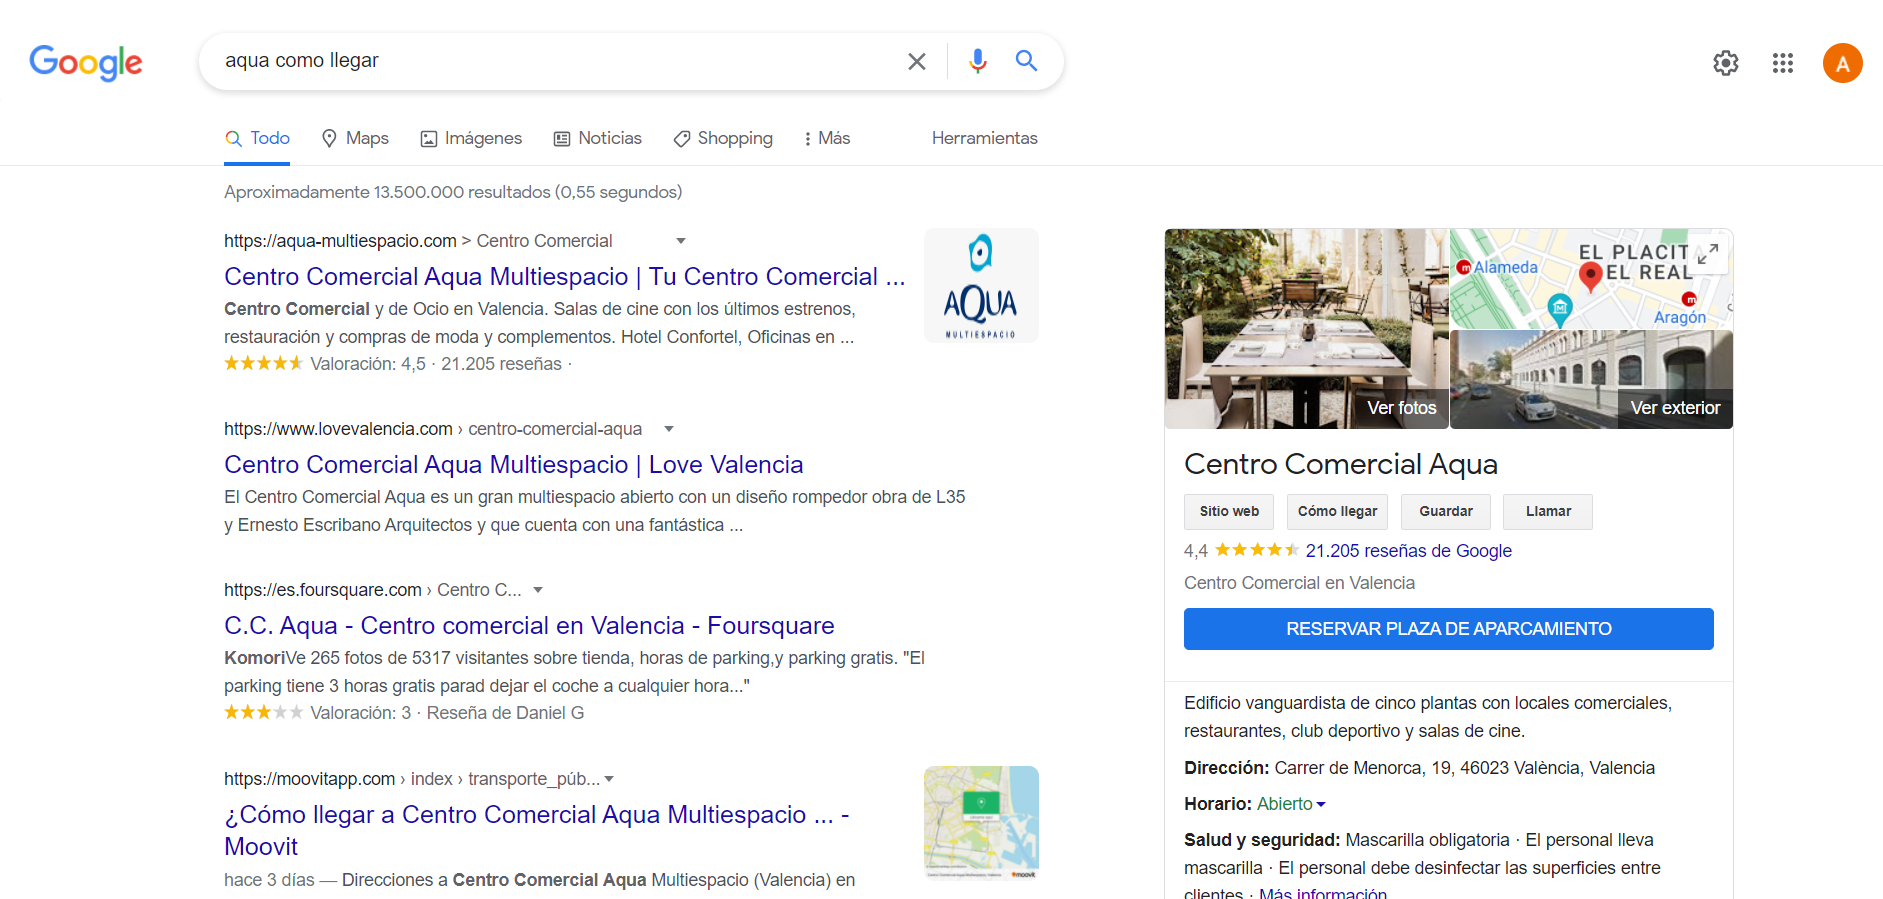 Google
aqua como llegar
A
Todo
Maps
Imágenes
Noticias
Shopping
Más
Herramientas
Aproximadamente 13.500.000 resultados (0,55 segundos)
https://aqua-multiespacio.com > Centro Comercial
Centro Comercial Aqua Multiespacio | Tu Centro Comercial ...
Centro Comercial y de Ocio en Valencia. Salas de cine con los últimos estrenos,
restauración y compras de moda y complementos. Hotel Confortel, Oficinas en ...
Valoración: 4,5 · 21.205 reseñas ·
AQUA
MULTIESPACIO
https://www.lovevalencia.com › centro-comercial-aqua
Centro Comercial Aqua Multiespacio | Love Valencia
El Centro Comercial Aqua es un gran multiespacio abierto con un diseño rompedor obra de L35
y Ernesto Escribano Arquitectos y que cuenta con una fantástica ...
https://es.foursquare.com › Centro C...
C.C. Aqua - Centro comercial en Valencia - Foursquare
KomoriVe 265 fotos de 5317 visitantes sobre tienda, horas de parking,y parking gratis. "El
parking tiene 3 horas gratis parad dejar el coche a cualquier hora..."
Valoración: 3 · Reseña de Daniel G
https://moovitapp.com › index › transporte_púb...
¿Cómo llegar a Centro Comercial Aqua Multiespacio ... -
Moovit
hace 3 días — Direcciones a Centro Comercial Aqua Multiespacio (Valencia) en
moovit
Ver fotos
EL PLACIT
EL REAL
m Alameda
m
Aragón
Ver exterior
Centro Comercial Aqua
Sitio web
Cómo llegar
Guardar
Llamar
4,4
21.205 reseñas de Google
Centro Comercial en Valencia
RESERVAR PLAZA DE APARCAMIENTO
Edificio vanguardista de cinco plantas con locales comerciales,
restaurantes, club deportivo y salas de cine.
Dirección: Carrer de Menorca, 19, 46023 València, Valencia
Horario: Abierto
Salud y seguridad: Mascarilla obligatoria · El personal lleva
mascarilla · El personal debe desinfectar las superficies entre
clientes · Más información